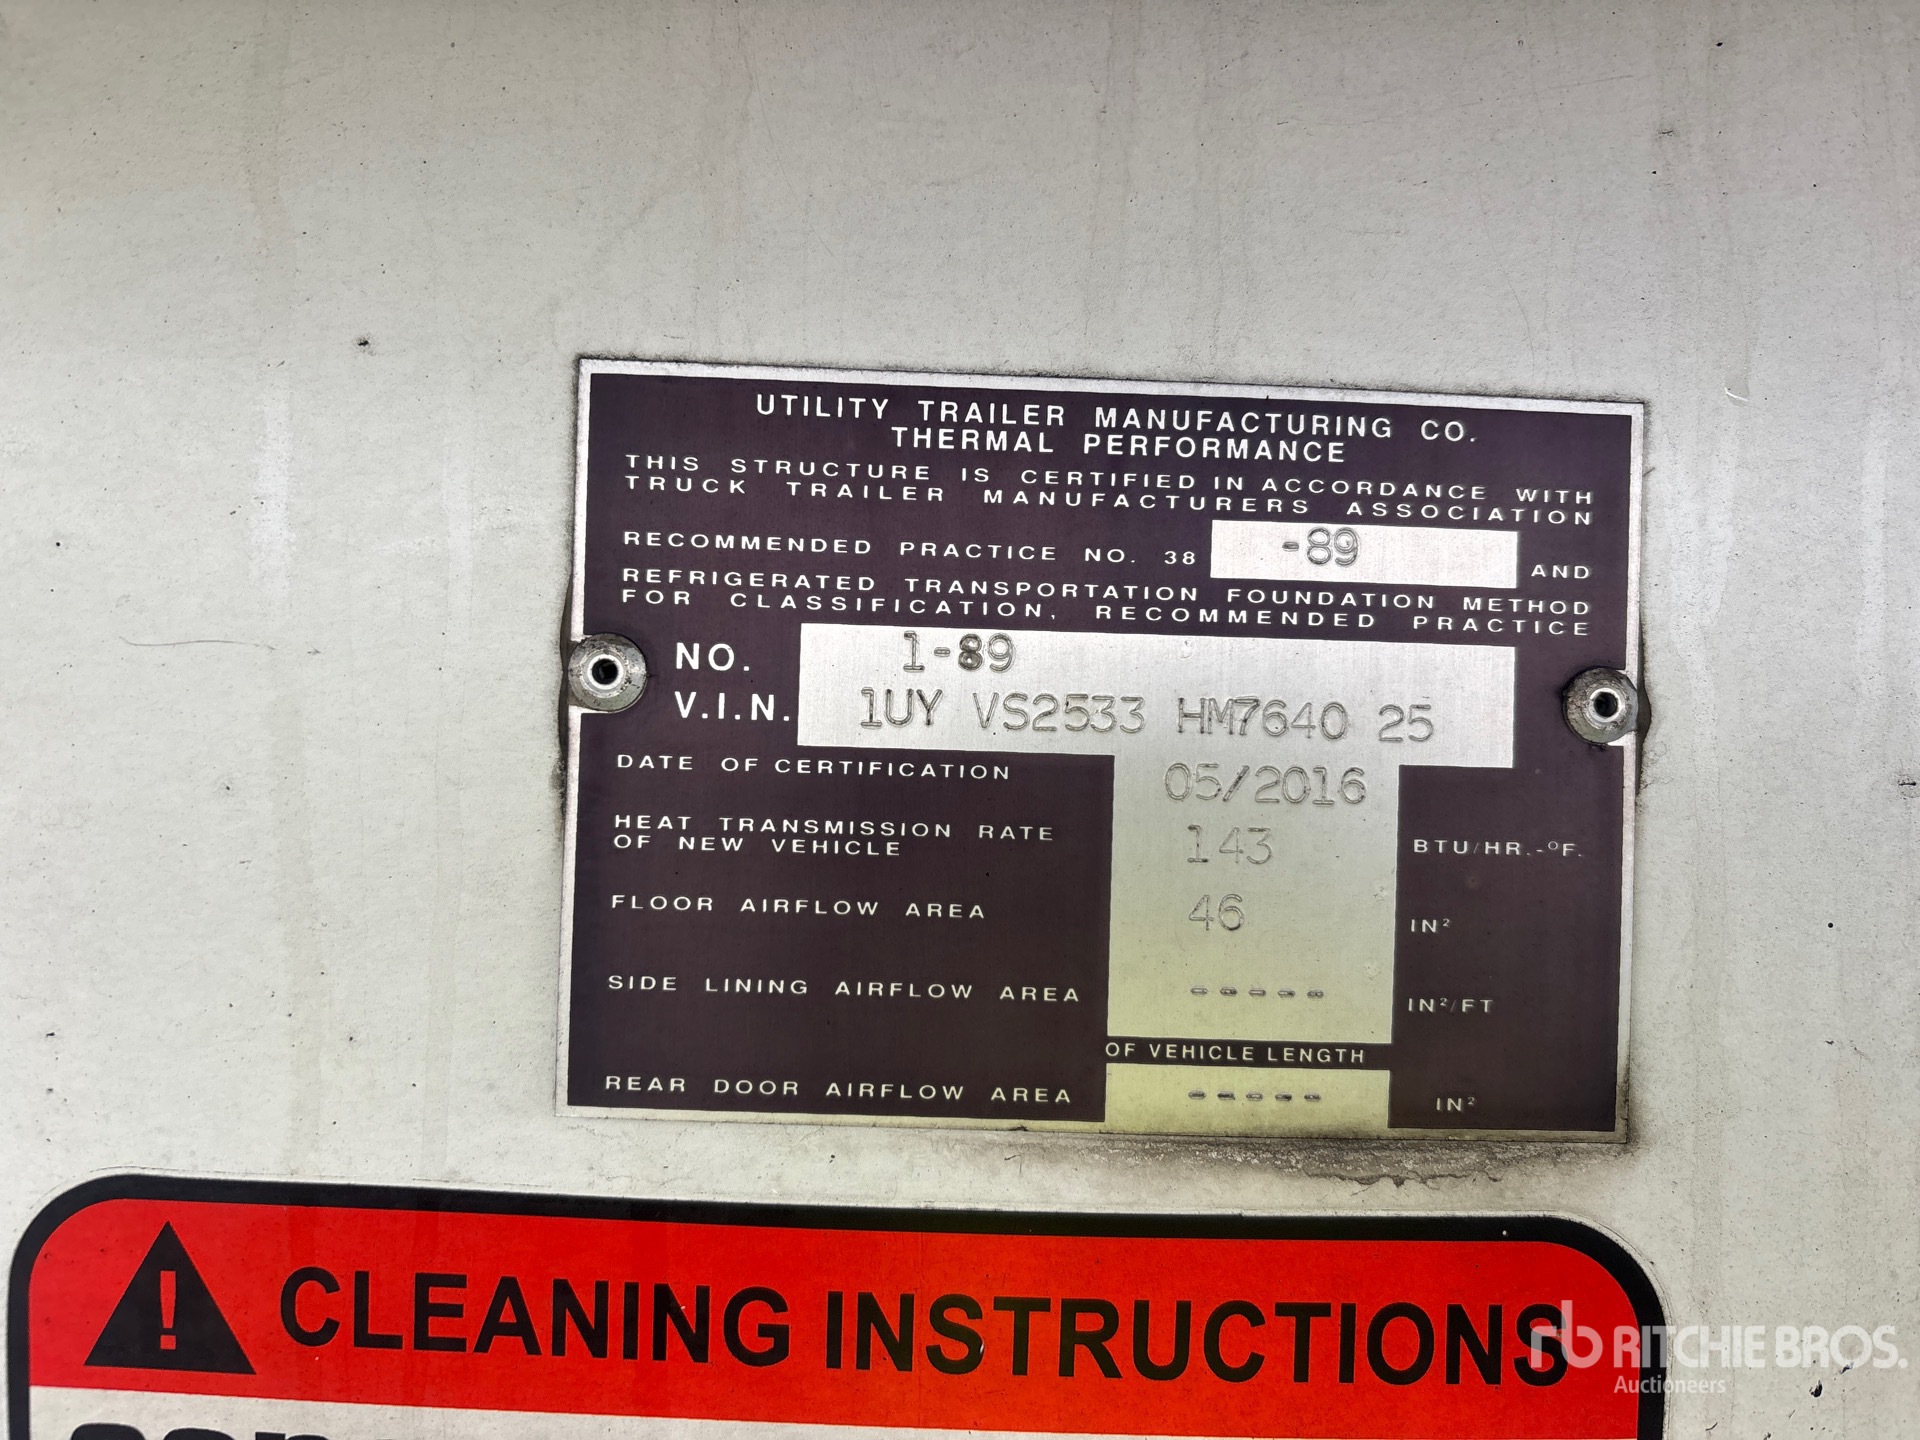 UTILITY TRAILER MANUFACTURING CO.
THERMAL PERFORMANCE
THIS STRUCTURE IS CERTIFIED IN ACCORDANCE WITH
TRUCK TRAILER MANUFACTURERS ASSOCIATION
RECOMMENDED PRACTICE NO. 38 -89 AND
REFRIGERATED TRANSPORTATION FOUNDATION METHOD
FOR CLASSIFICATION, RECOMMENDED PRACTICE
NO. 1-89
V.I.N. 1UY VS2533 HM7640 25
DATE OF CERTIFICATION 05/2016
HEAT TRANSMISSION RATE
OF NEW VEHICLE 143 BTU/HR.-°F.
FLOOR AIRFLOW AREA 46 IN²
SIDE LINING AIRFLOW AREA ----- IN²/FT
OF VEHICLE LENGTH
REAR DOOR AIRFLOW AREA ----- IN²
CLEANING INSTRUCTIONS
rb RITCHIE BROS.
Auctioneers